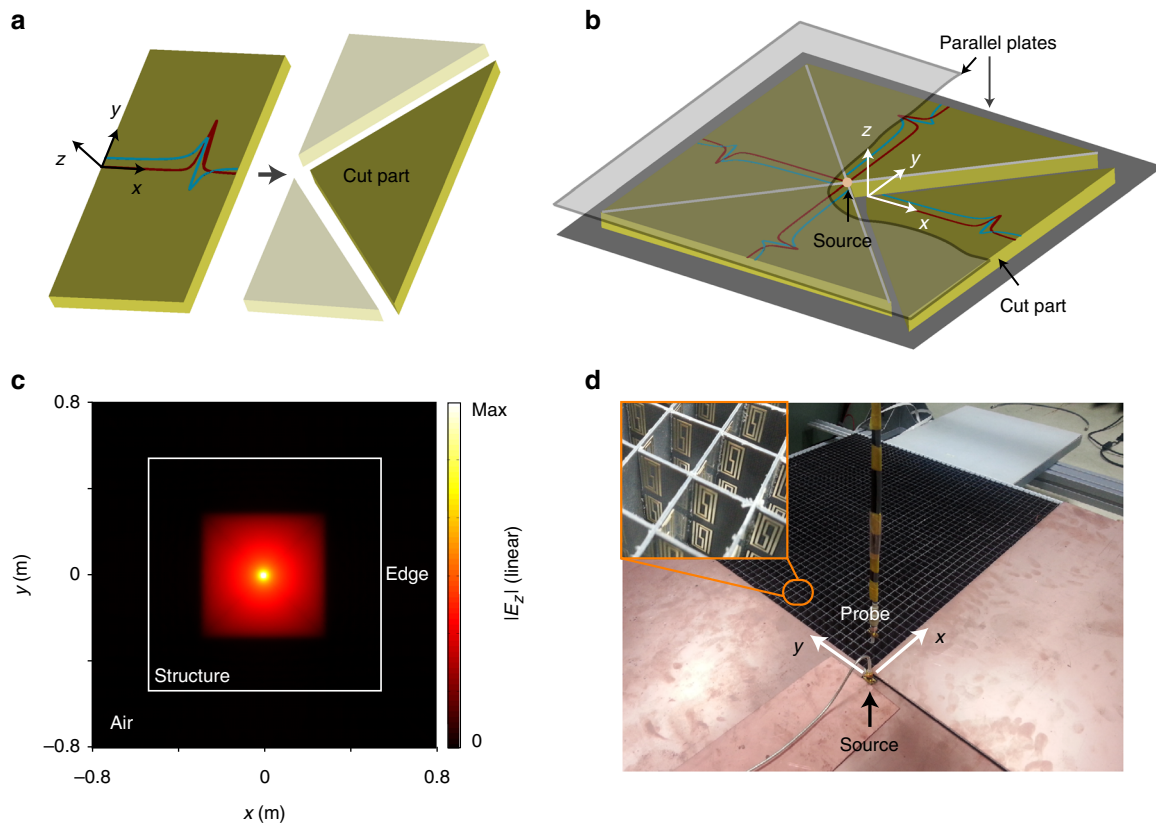 a
y
z
x
Cut part
b
Parallel plates
z
y
x
Source
Cut part
c
0.8
0
–0.8
y (m)
–0.8
0
0.8
x (m)
Edge
Structure
Air
Max
0
|E_z| (linear)
d
Probe
y
x
Source